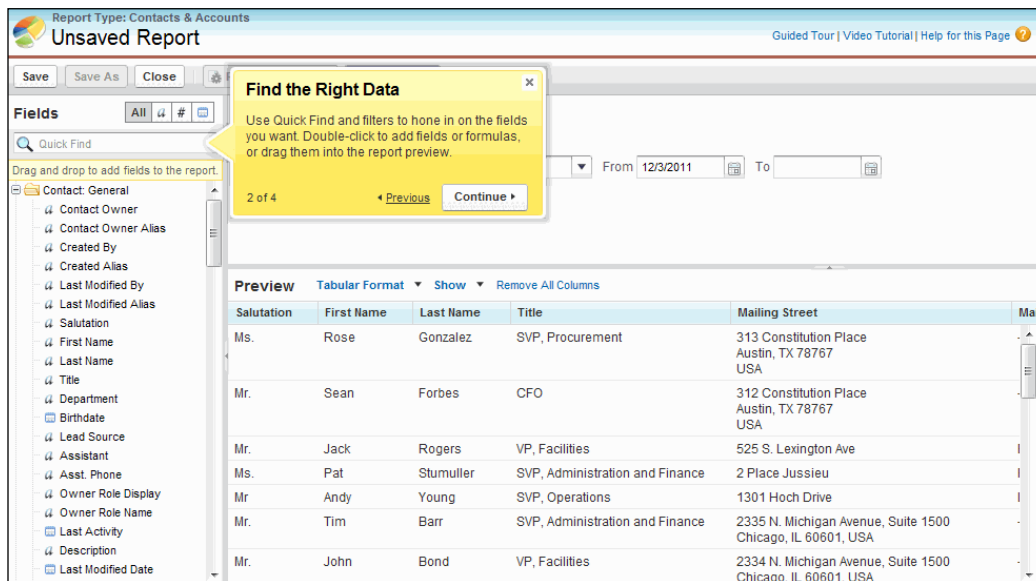 Report Type: Contacts & Accounts
Unsaved Report
Guided Tour | Video Tutorial | Help for this Page
Save Save As Close
Fields All a #
Quick Find
Drag and drop to add fields to the report.
Contact: General
a Contact Owner
a Contact Owner Alias
a Created By
a Created Alias
a Last Modified By
a Last Modified Alias
a Salutation
a First Name
a Last Name
a Title
a Department
Birthdate
a Lead Source
a Assistant
a Asst. Phone
a Owner Role Display
a Owner Role Name
Last Activity
a Description
Last Modified Date
Find the Right Data
Use Quick Find and filters to hone in on the fields
you want. Double-click to add fields or formulas,
or drag them into the report preview.
2 of 4 Previous Continue
From 12/3/2011 To
Preview Tabular Format Show Remove All Columns
Salutation First Name Last Name Title Mailing Street Ma
Ms. Rose Gonzalez SVP, Procurement 313 Constitution Place
Austin, TX 78767
USA
Mr. Sean Forbes CFO 312 Constitution Place
Austin, TX 78767
USA
Mr. Jack Rogers VP, Facilities 525 S. Lexington Ave
Ms. Pat Stumuller SVP, Administration and Finance 2 Place Jussieu
Mr Andy Young SVP, Operations 1301 Hoch Drive
Mr. Tim Barr SVP, Administration and Finance 2335 N. Michigan Avenue, Suite 1500
Chicago, IL 60601, USA
Mr. John Bond VP, Facilities 2334 N. Michigan Avenue, Suite 1500
Chicago, IL 60601, USA